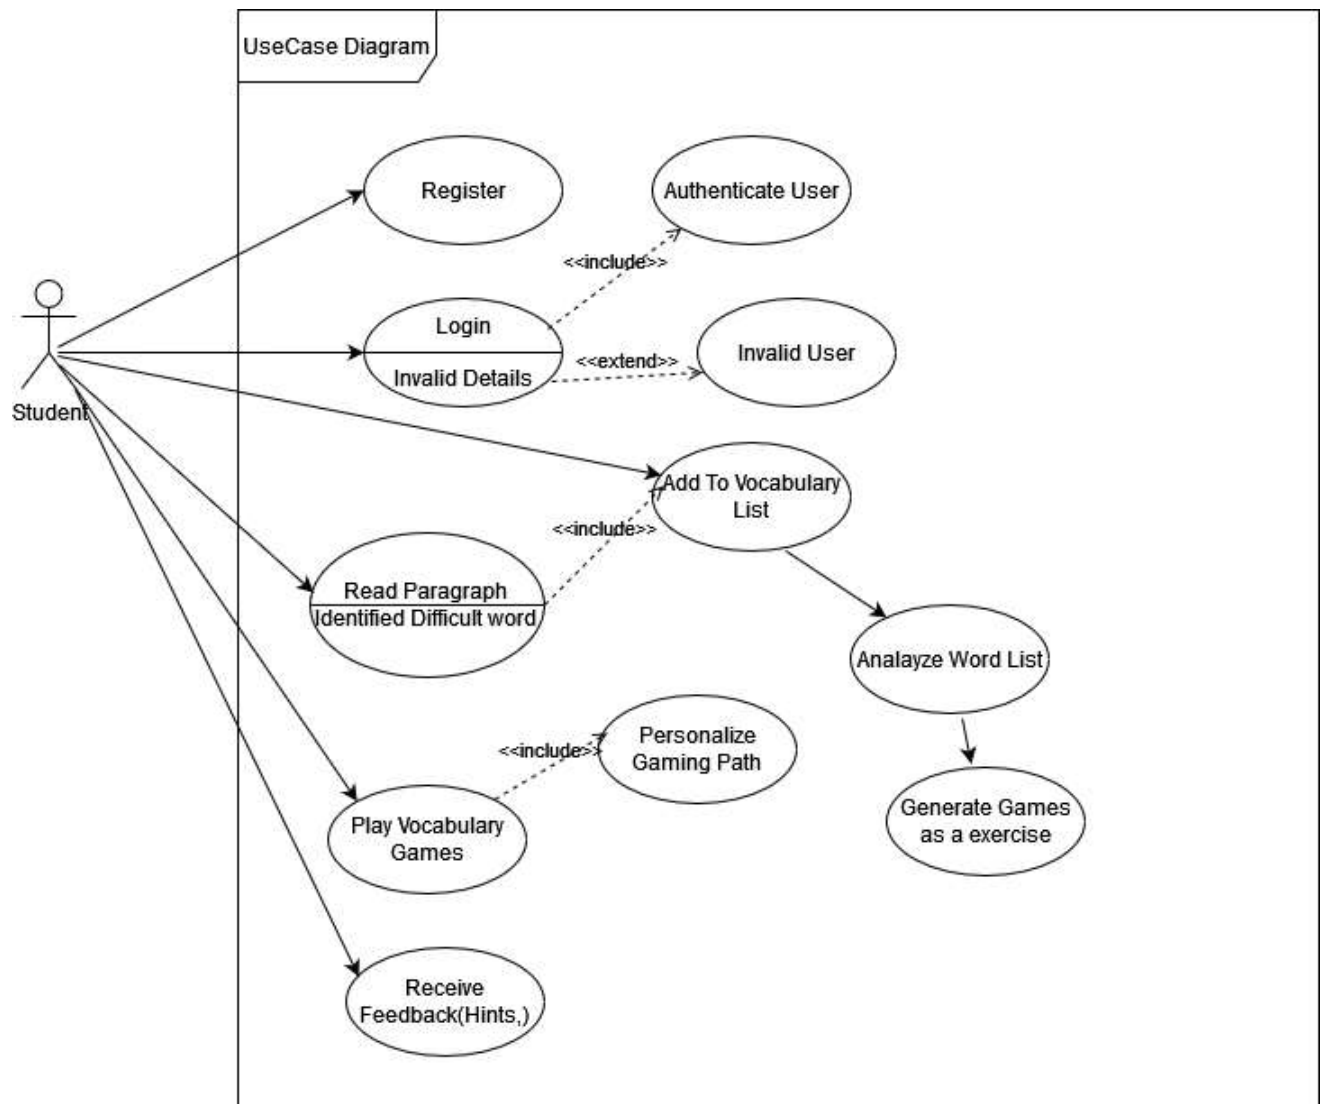 UseCase Diagram
Register
Authenticate User
<<include>>
Login
Invalid Details
<<extend>>
Invalid User
Student
Add To Vocabulary
List
<<include>>
Read Paragraph
Identified Difficult word
Analayze Word List
<<include>>
Personalize
Gaming Path
Generate Games
as a exercise
Play Vocabulary
Games
Receive
Feedback(Hints,)